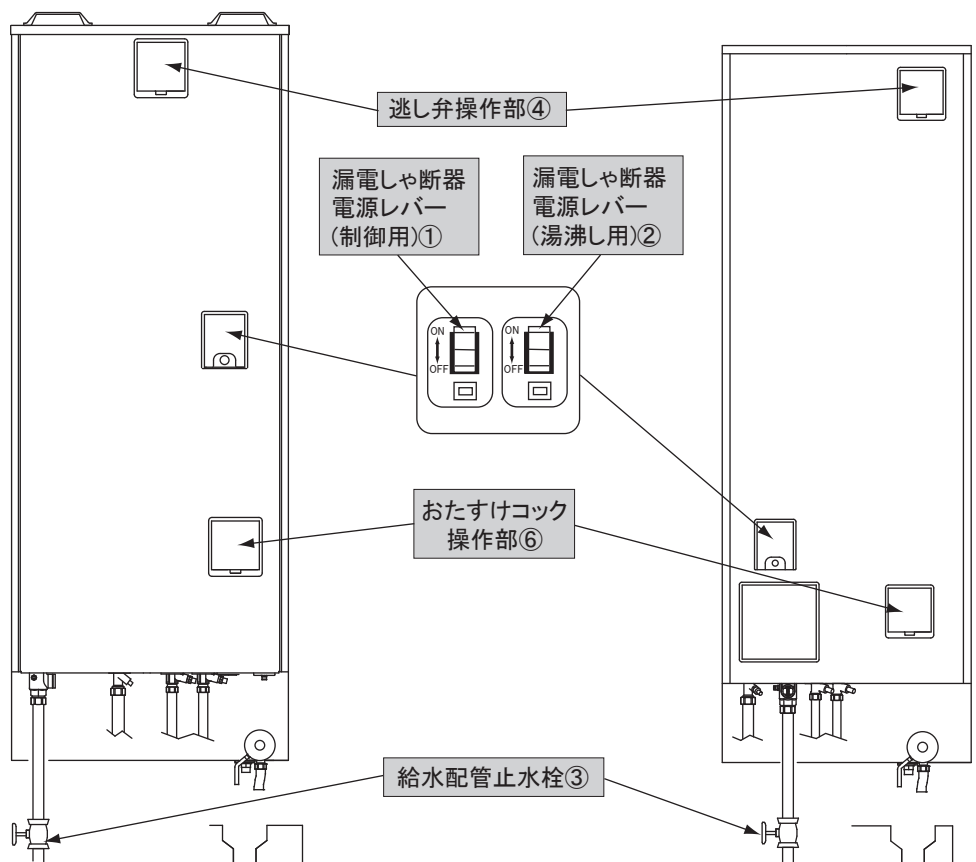 逃し弁操作部④
漏電しゃ断器
電源レバー
(制御用)①
漏電しゃ断器
電源レバー
(湯沸し用)②
ON
OFF
ON
OFF
おたすけコック
操作部⑥
給水配管止水栓③